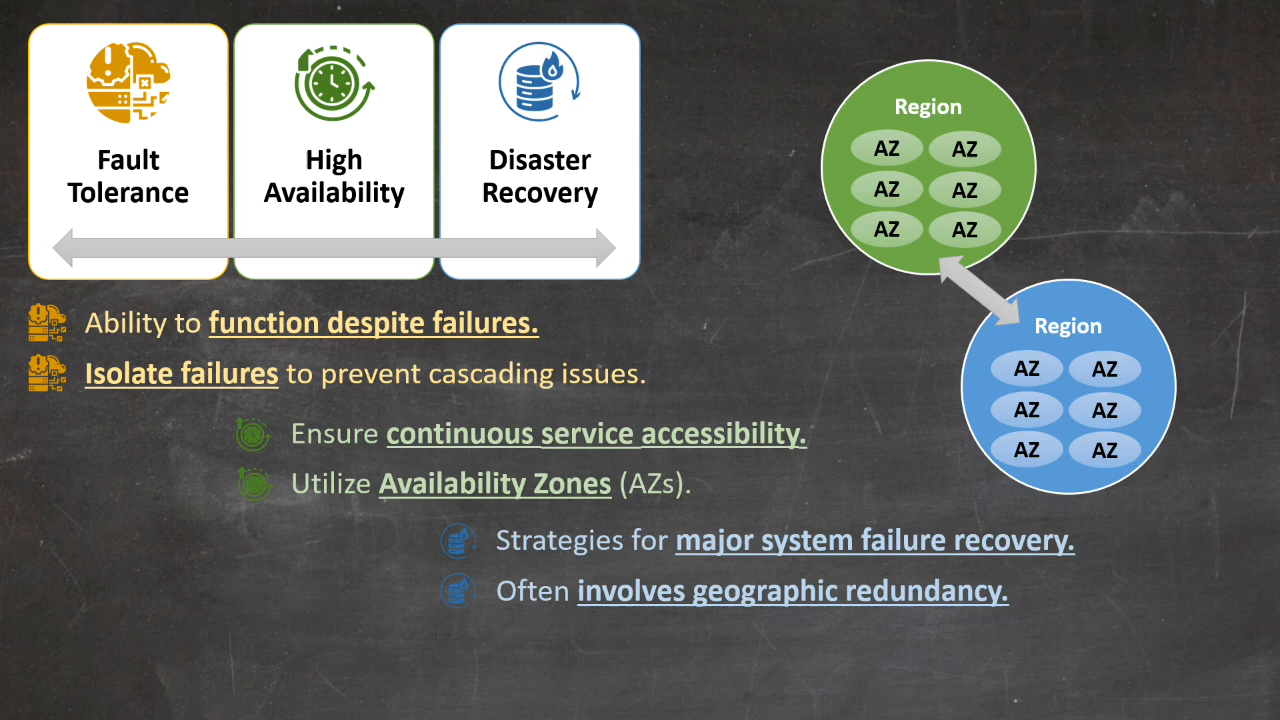 Fault
Tolerance
High
Availability
Disaster
Recovery
Ability to function despite failures.
Isolate failures to prevent cascading issues.
Ensure continuous service accessibility.
Utilize Availability Zones (AZs).
Strategies for major system failure recovery.
Often involves geographic redundancy.
Region
AZ AZ
AZ AZ
AZ AZ
Region
AZ AZ
AZ AZ
AZ AZ